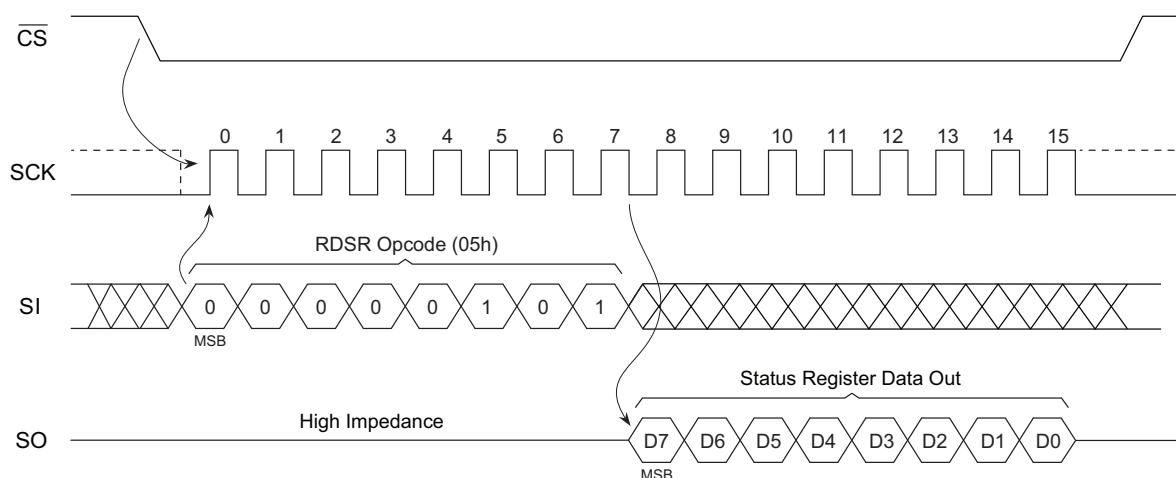 CS
0 1 2 3 4 5 6 7 8 9 10 11 12 13 14 15
SCK
RDSR Opcode (05h)
SI 0 0 0 0 0 1 0 1
MSB
Status Register Data Out
High Impedance
SO D7 D6 D5 D4 D3 D2 D1 D0
MSB